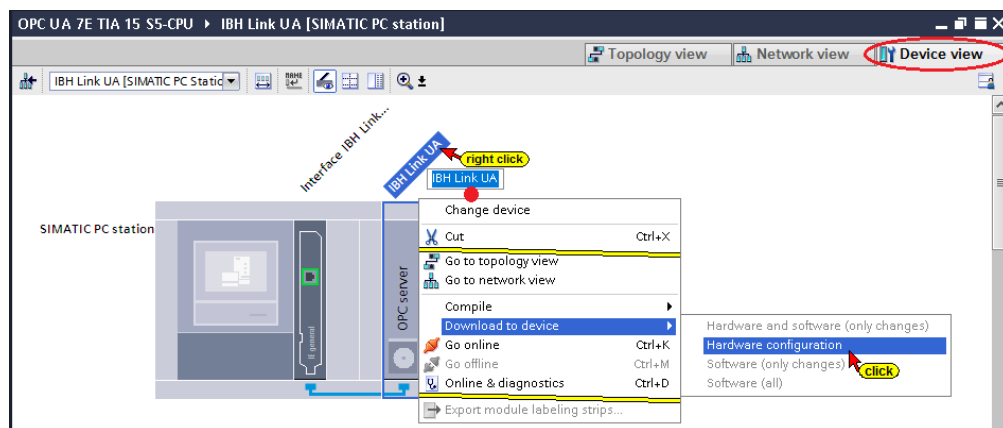 OPC UA 7E TIA 15 S5-CPU ▸ IBH Link UA [SIMATIC PC station]
Topology view
Network view
Device view
IBH Link UA [SIMATIC PC Static
NAME
Interface IBH Link...
IBH Link UA
right click
IBH Link UA
SIMATIC PC station
IE general
OPC server
Change device
Cut Ctrl+X
Go to topology view
Go to network view
Compile
Download to device
Go online Ctrl+K
Go offline Ctrl+M
Online & diagnostics Ctrl+D
Export module labeling strips...
Hardware and software (only changes)
Hardware configuration
Software (only changes)
click
Software (all)